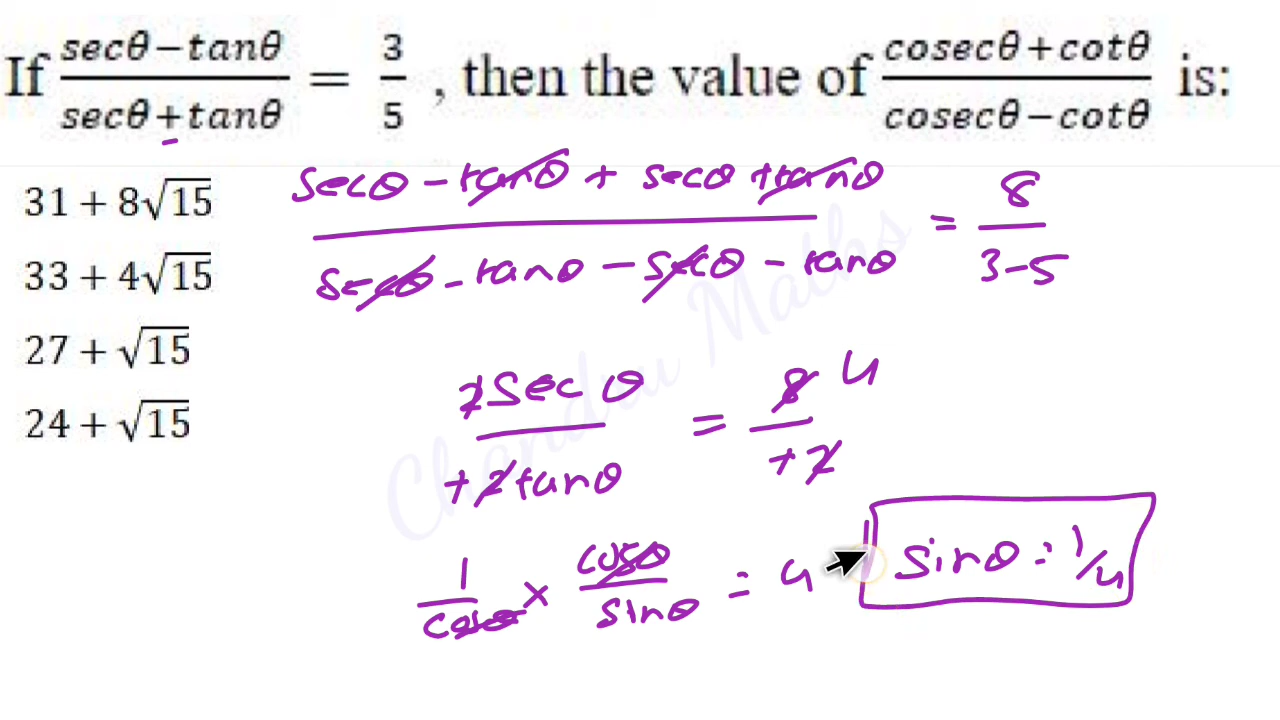 If (secθ−tanθ)/(secθ+tanθ) = 3/5 , then the value of (cosecθ+cotθ)/(cosecθ−cotθ) is:
31 + 8√15
33 + 4√15
27 + √15
24 + √15
(secθ − tanθ + secθ + tanθ)/(secθ − tanθ − secθ − tanθ) = 8/(3−5)
2secθ/+2tanθ = 8/+2 4
1/cosθ × cosθ/sinθ = 4
sinθ = 1/4
Chandu Maths